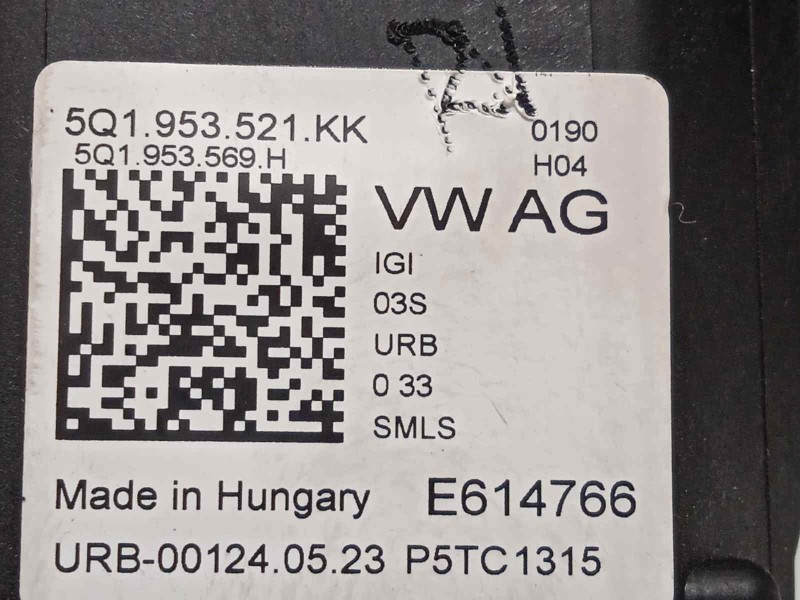 5Q1.953.521.KK
5Q1.953.569.H
0190
H04
VW AG
IGI
03S
URB
0 33
SMLS
Made in Hungary
E614766
URB-00124.05.23 P5TC1315